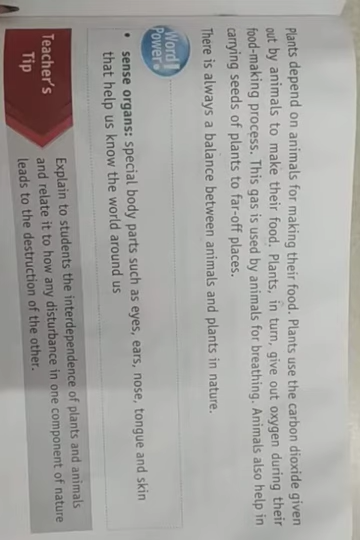 Plants depend on animals for making their food. Plants use the carbon dioxide given
out by animals to make their food. Plants, in turn, give out oxygen during their
food-making process. This gas is used by animals for breathing. Animals also help in
carrying seeds of plants to far-off places.
There is always a balance between animals and plants in nature.
Word
Power!
• sense organs: special body parts such as eyes, ears, nose, tongue and skin
that help us know the world around us
Teacher's
Tip
Explain to students the interdependence of plants and animals
and relate it to how any disturbance in one component of nature
leads to the destruction of the other.